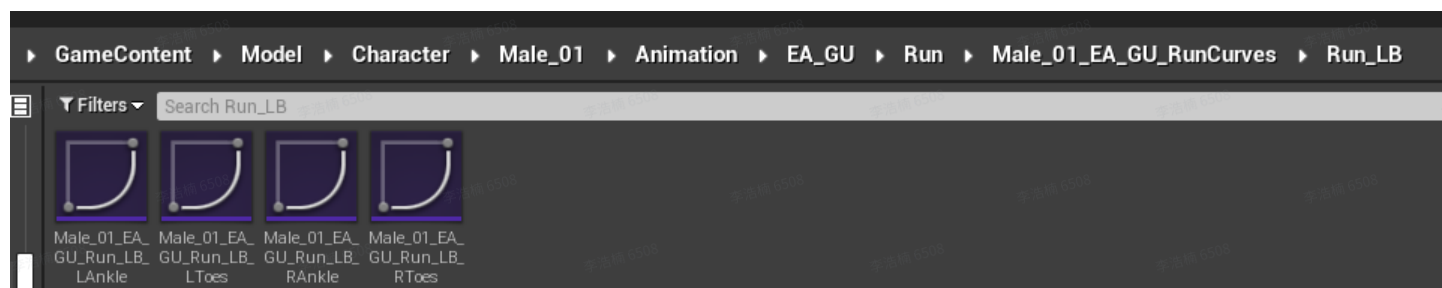 GameContent Model Character Male_01 Animation EA_GU Run Male_01_EA_GU_RunCurves Run_LB
Filters Search Run_LB
Male_01_EA_
GU_Run_LB_
LAnkle
Male_01_EA_
GU_Run_LB_
LToes
Male_01_EA_
GU_Run_LB_
RAnkle
Male_01_EA_
GU_Run_LB_
RToes